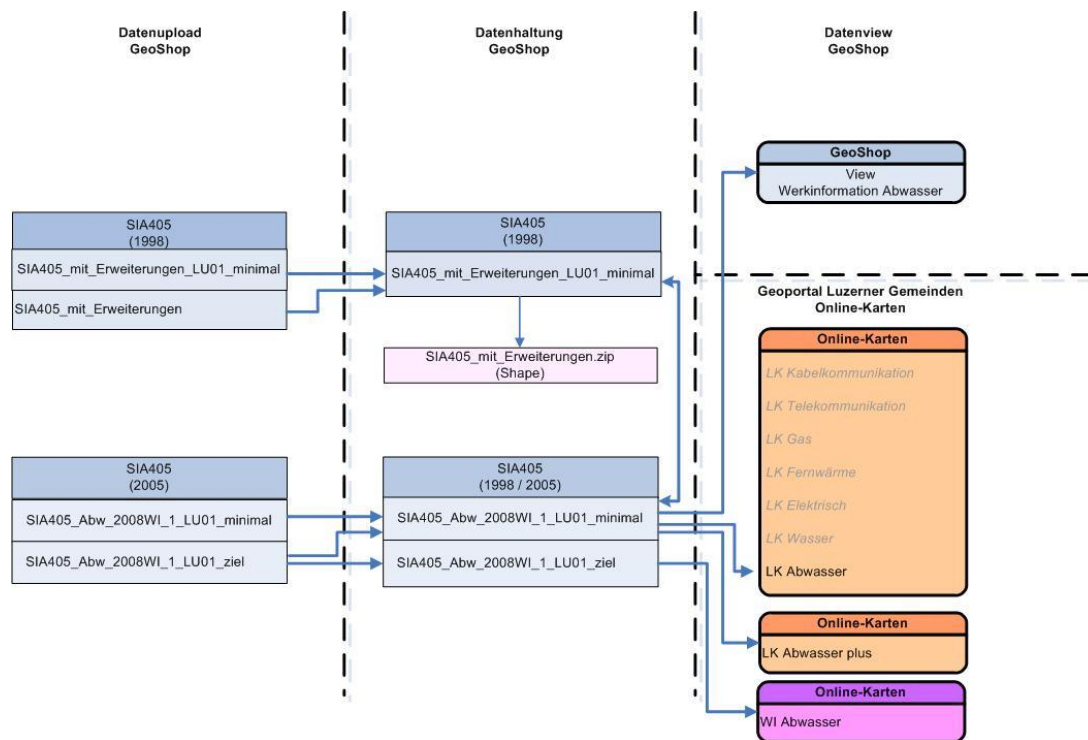 Datenupload
GeoShop
Datenhaltung
GeoShop
Datenview
GeoShop
SIA405
(1998)
SIA405_mit_Erweiterungen_LU01_minimal
SIA405_mit_Erweiterungen
SIA405
(2005)
SIA405_Abw_2008WI_1_LU01_minimal
SIA405_Abw_2008WI_1_LU01_ziel
SIA405
(1998)
SIA405_mit_Erweiterungen_LU01_minimal
SIA405_mit_Erweiterungen.zip
(Shape)
SIA405
(1998 / 2005)
SIA405_Abw_2008WI_1_LU01_minimal
SIA405_Abw_2008WI_1_LU01_ziel
GeoShop
View
Werkinformation Abwasser
Geoportal Luzerner Gemeinden
Online-Karten
Online-Karten
LK Kabelkommunikation
LK Telekommunikation
LK Gas
LK Fernwärme
LK Elektrisch
LK Wasser
LK Abwasser
Online-Karten
LK Abwasser plus
Online-Karten
WI Abwasser